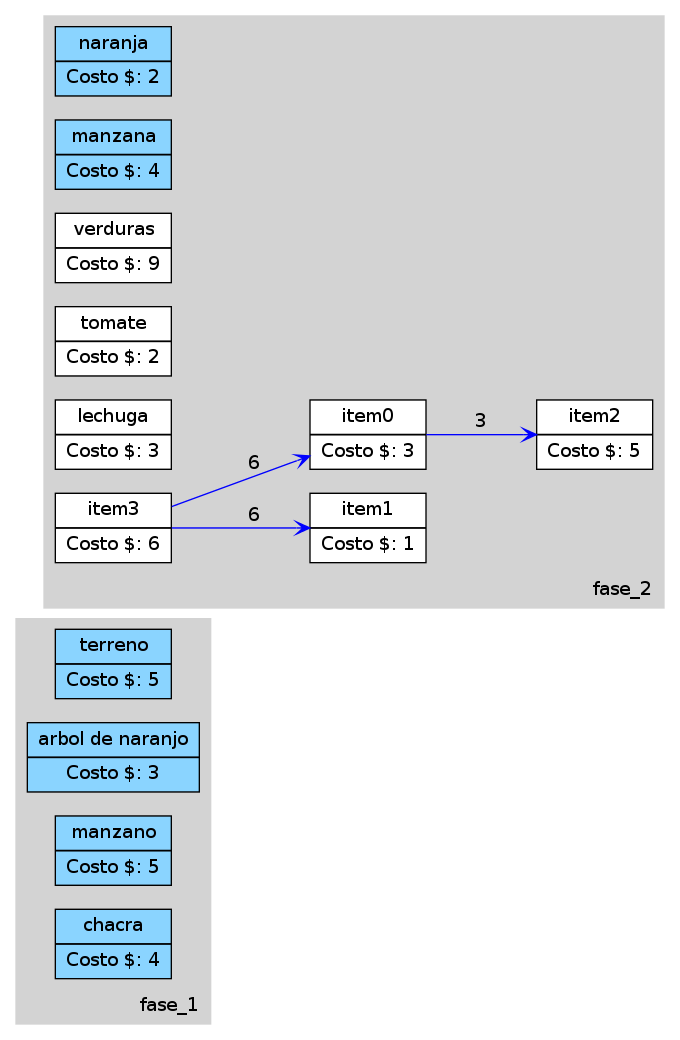 naranja
Costo $: 2
manzana
Costo $: 4
verduras
Costo $: 9
tomate
Costo $: 2
lechuga
Costo $: 3
item0
Costo $: 3
3
item2
Costo $: 5
6
item3
Costo $: 6
6
item1
Costo $: 1
fase_2
terreno
Costo $: 5
arbol de naranjo
Costo $: 3
manzano
Costo $: 5
chacra
Costo $: 4
fase_1